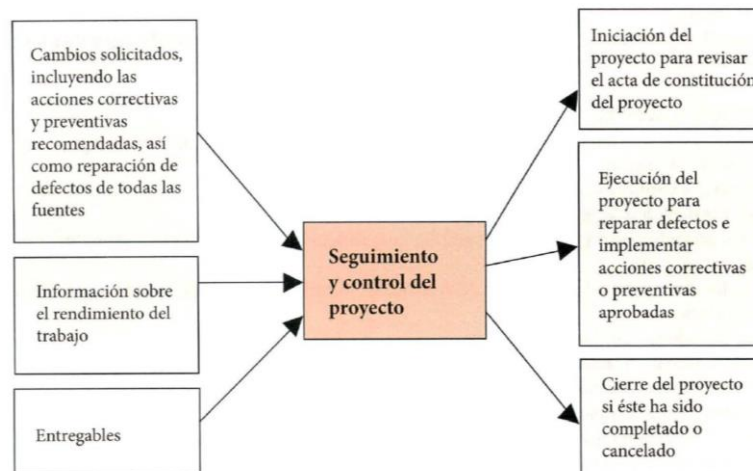 Cambios solicitados,
incluyendo las
acciones correctivas
y preventivas
recomendadas, así
como reparación de
defectos de todas las
fuentes
Información sobre
el rendimiento del
trabajo
Entregables
Seguimiento
y control del
proyecto
Iniciación del
proyecto para revisar
el acta de constitución
del proyecto
Ejecución del
proyecto para
reparar defectos e
implementar
acciones correctivas
o preventivas
aprobadas
Cierre del proyecto
si éste ha sido
completado o
cancelado